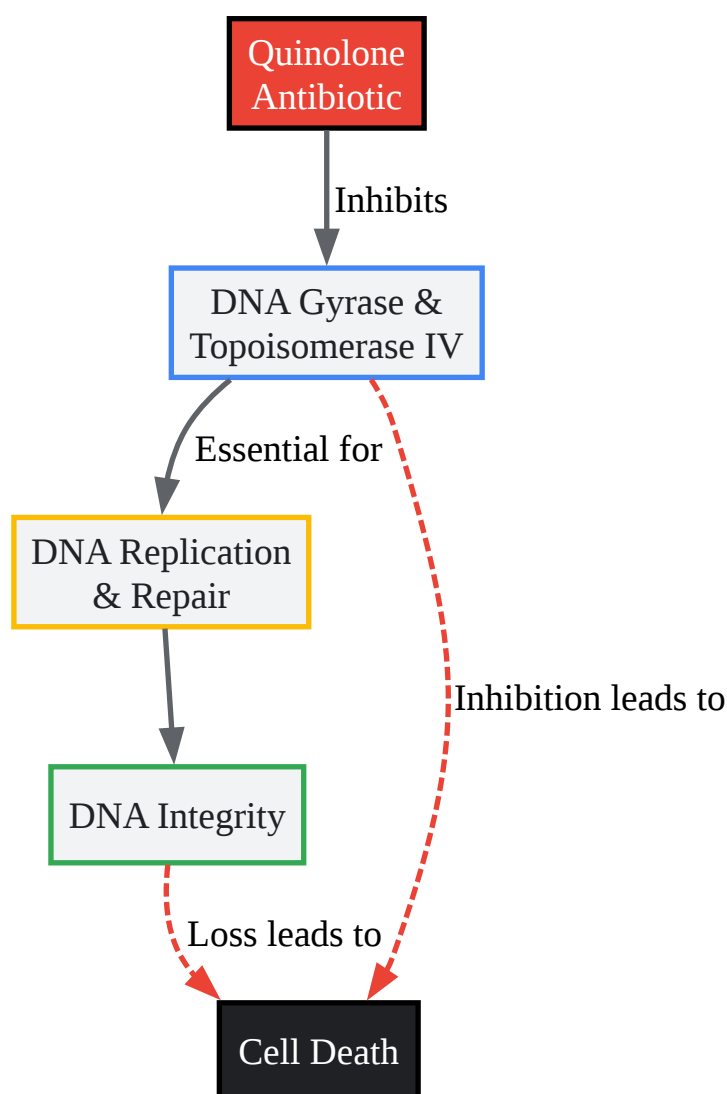 Quinolone
Antibiotic
Inhibits
DNA Gyrase &
Topoisomerase IV
Essential for
DNA Replication
& Repair
Inhibition leads to
DNA Integrity
Loss leads to
Cell Death